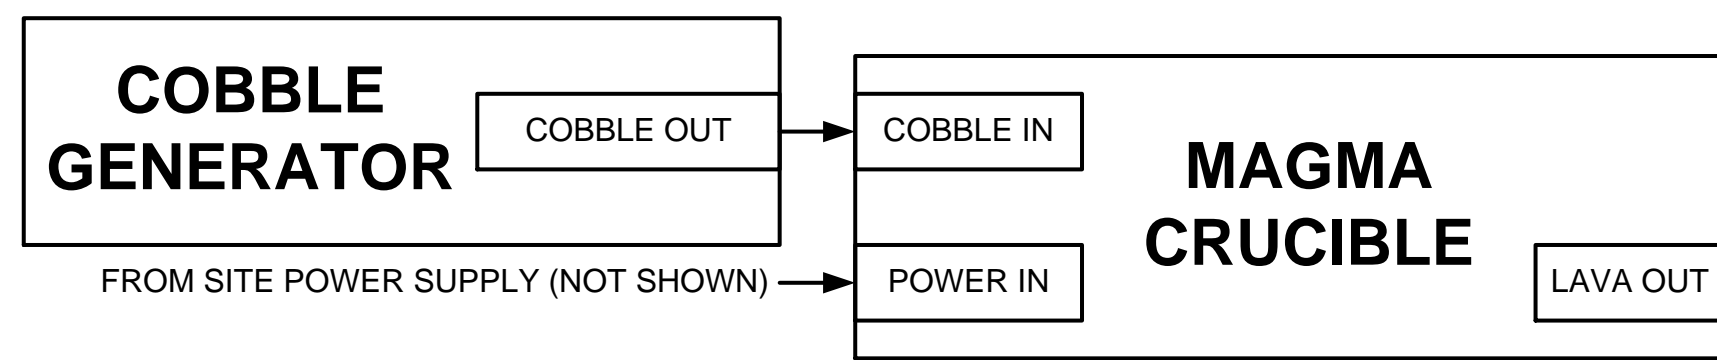 COBBLE
GENERATOR
COBBLE OUT
COBBLE IN
MAGMA
CRUCIBLE
FROM SITE POWER SUPPLY (NOT SHOWN)
POWER IN
LAVA OUT